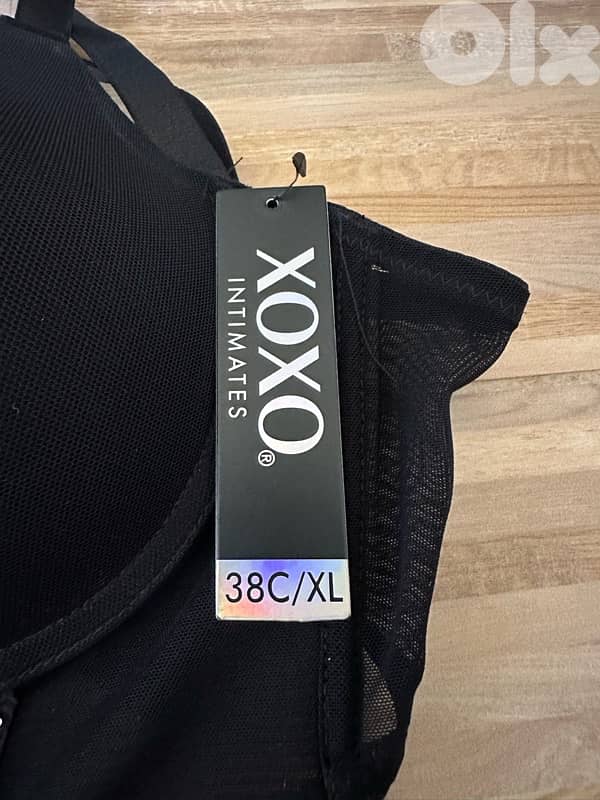 olx
XOXO®
INTIMATES
38C/XL